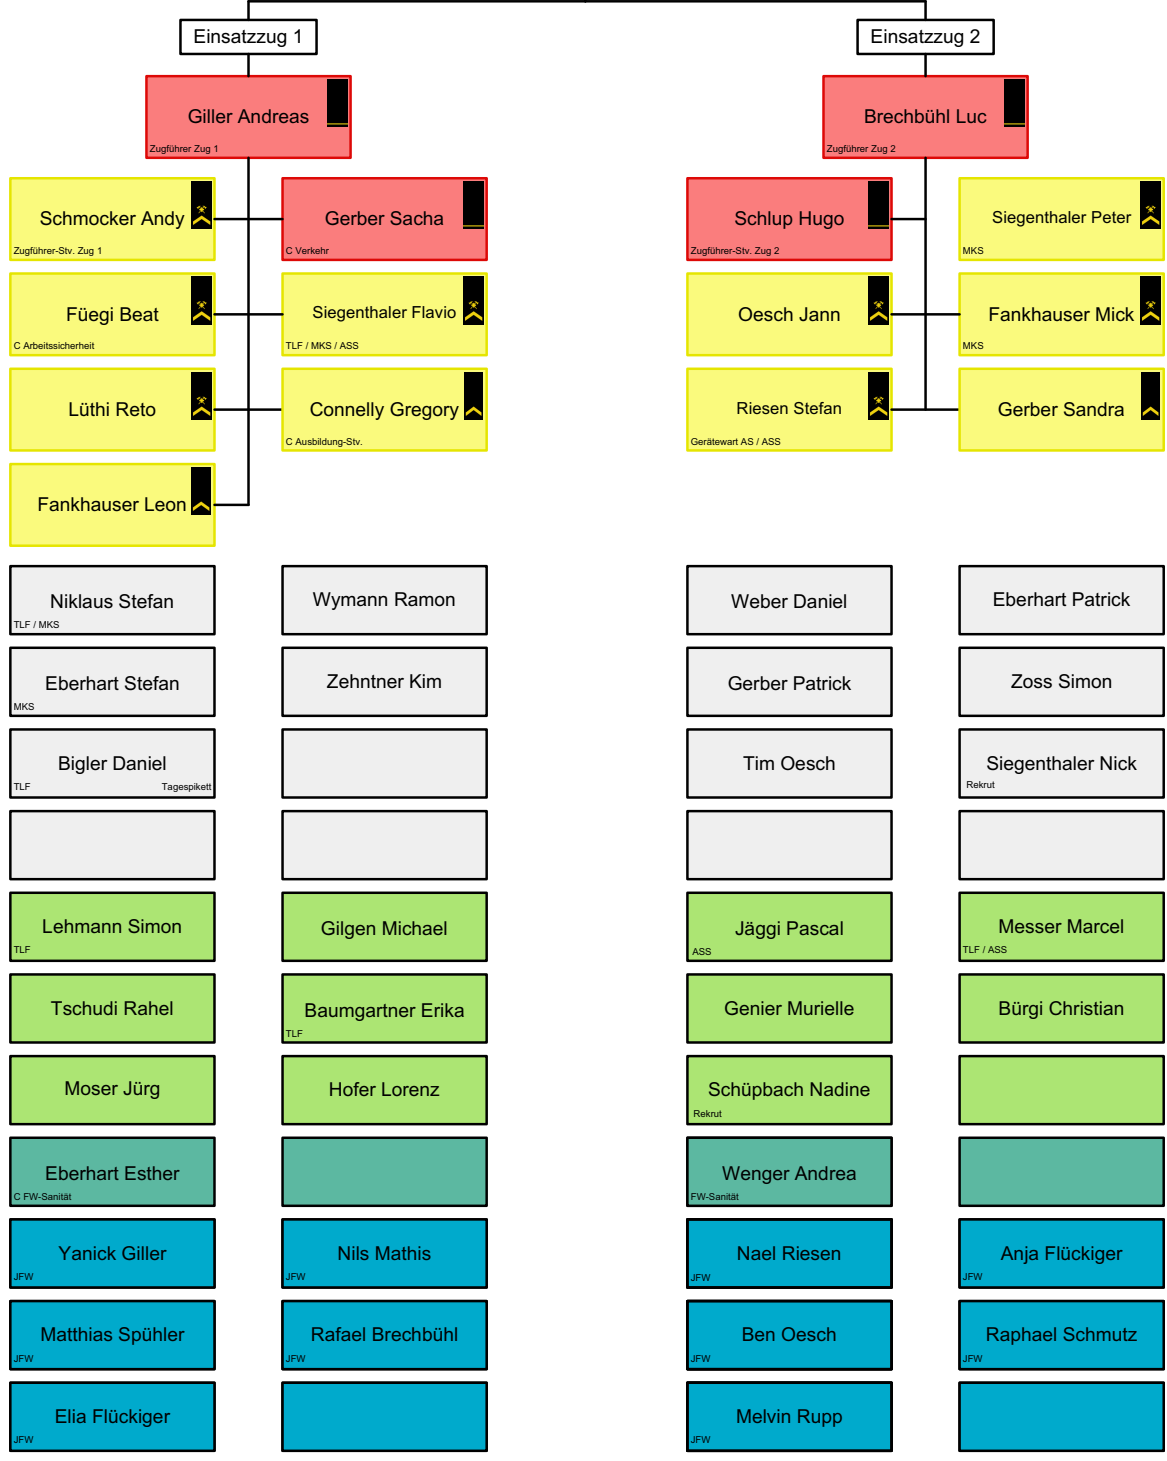 Einsatzzug 1
Einsatzzug 2
Giller Andreas
Zugführer Zug 1
Brechbühl Luc
Zugführer Zug 2
Schmocker Andy
Zugführer-Stv. Zug 1
Gerber Sacha
C Verkehr
Schlup Hugo
Zugführer-Stv. Zug 2
Siegenthaler Peter
MKS
Füegi Beat
C Arbeitssicherheit
Siegenthaler Flavio
TLF / MKS / ASS
Oesch Jann
Fankhauser Mick
MKS
Lüthi Reto
Connelly Gregory
C Ausbildung-Stv.
Riesen Stefan
Gerätewart AS / ASS
Gerber Sandra
Fankhauser Leon
Niklaus Stefan
TLF / MKS
Wymann Ramon
Weber Daniel
Eberhart Patrick
Eberhart Stefan
MKS
Zehntner Kim
Gerber Patrick
Zoss Simon
Bigler Daniel
TLF Tagespikett
Tim Oesch
Siegenthaler Nick
Rekrut
Lehmann Simon
TLF
Gilgen Michael
Jäggi Pascal
ASS
Messer Marcel
TLF / ASS
Tschudi Rahel
Baumgartner Erika
TLF
Genier Murielle
Bürgi Christian
Moser Jürg
Hofer Lorenz
Schüpbach Nadine
Rekrut
Eberhart Esther
C FW-Sanität
Wenger Andrea
FW-Sanität
Yanick Giller
JFW
Nils Mathis
JFW
Nael Riesen
JFW
Anja Flückiger
JFW
Matthias Spühler
JFW
Rafael Brechbühl
JFW
Ben Oesch
JFW
Raphael Schmutz
JFW
Elia Flückiger
JFW
Melvin Rupp
JFW